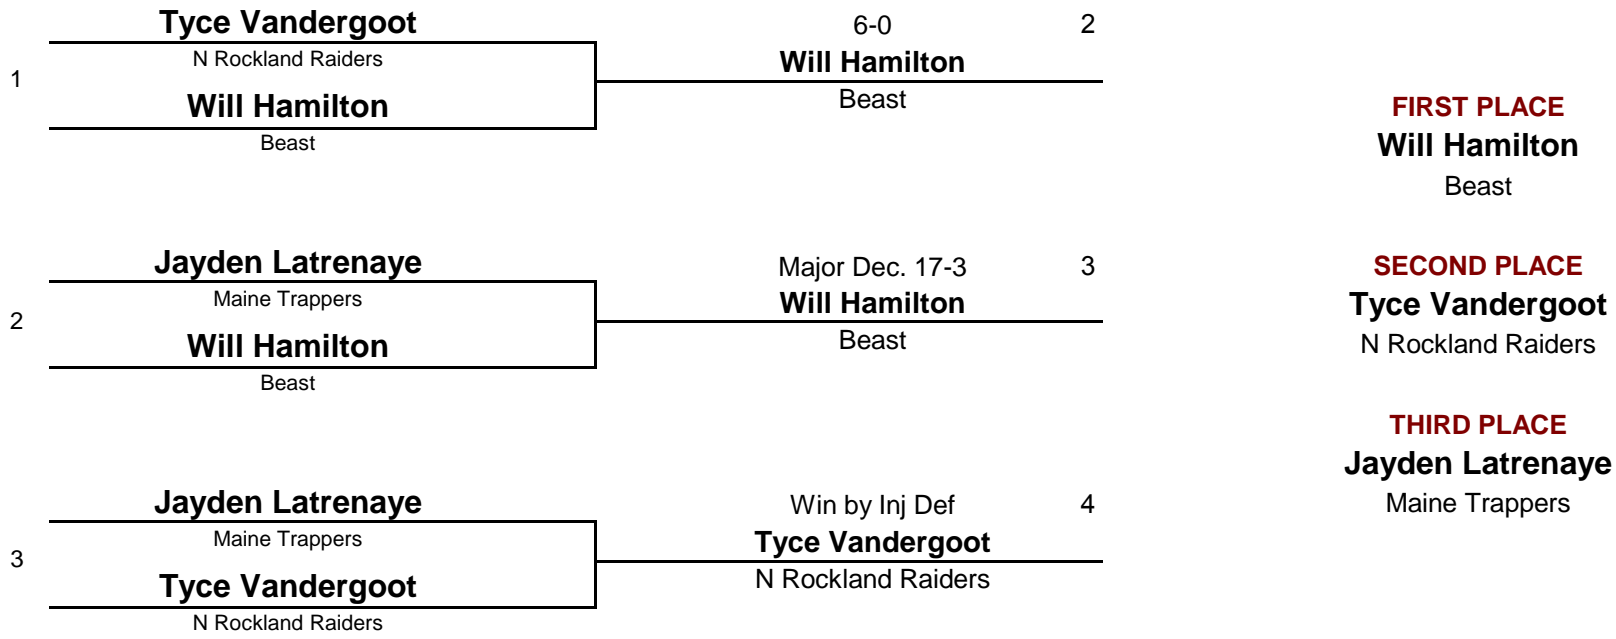 Tyce Vandergoot
N Rockland Raiders
1
Will Hamilton
Beast
6-0
2
Will Hamilton
Beast
Jayden Latrenaye
Maine Trappers
2
Will Hamilton
Beast
Major Dec. 17-3
3
Will Hamilton
Beast
Jayden Latrenaye
Maine Trappers
3
Tyce Vandergoot
N Rockland Raiders
Win by Inj Def
4
Tyce Vandergoot
N Rockland Raiders
FIRST PLACE
Will Hamilton
Beast
SECOND PLACE
Tyce Vandergoot
N Rockland Raiders
THIRD PLACE
Jayden Latrenaye
Maine Trappers